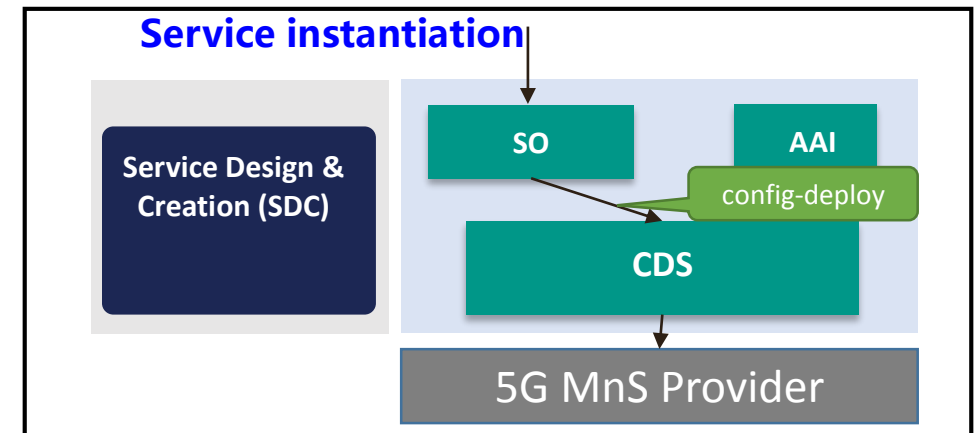 Service instantiation
Service Design &
Creation (SDC)
SO
AAI
config-deploy
CDS
5G MnS Provider